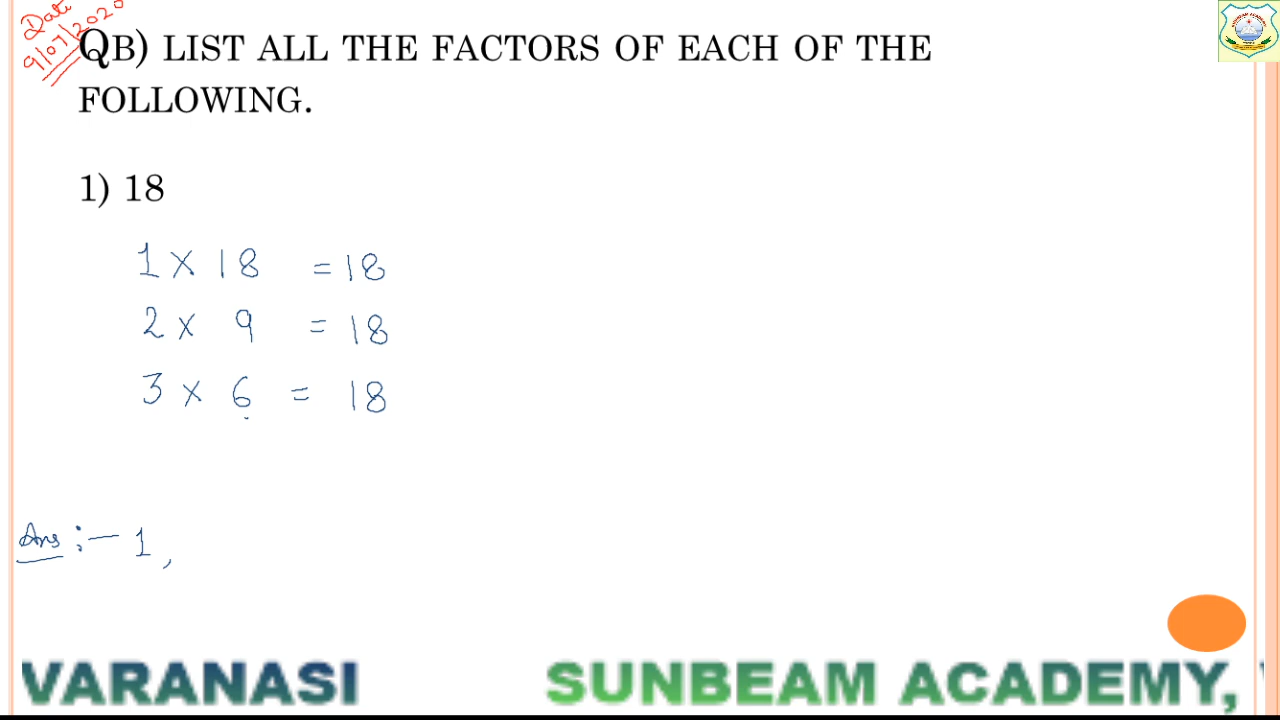 Date
9/07/2020
QB) LIST ALL THE FACTORS OF EACH OF THE
FOLLOWING.
1) 18
1 × 18 = 18
2 × 9 = 18
3 × 6 = 18
Ans :- 1,
VARANASI SUNBEAM ACADEMY,